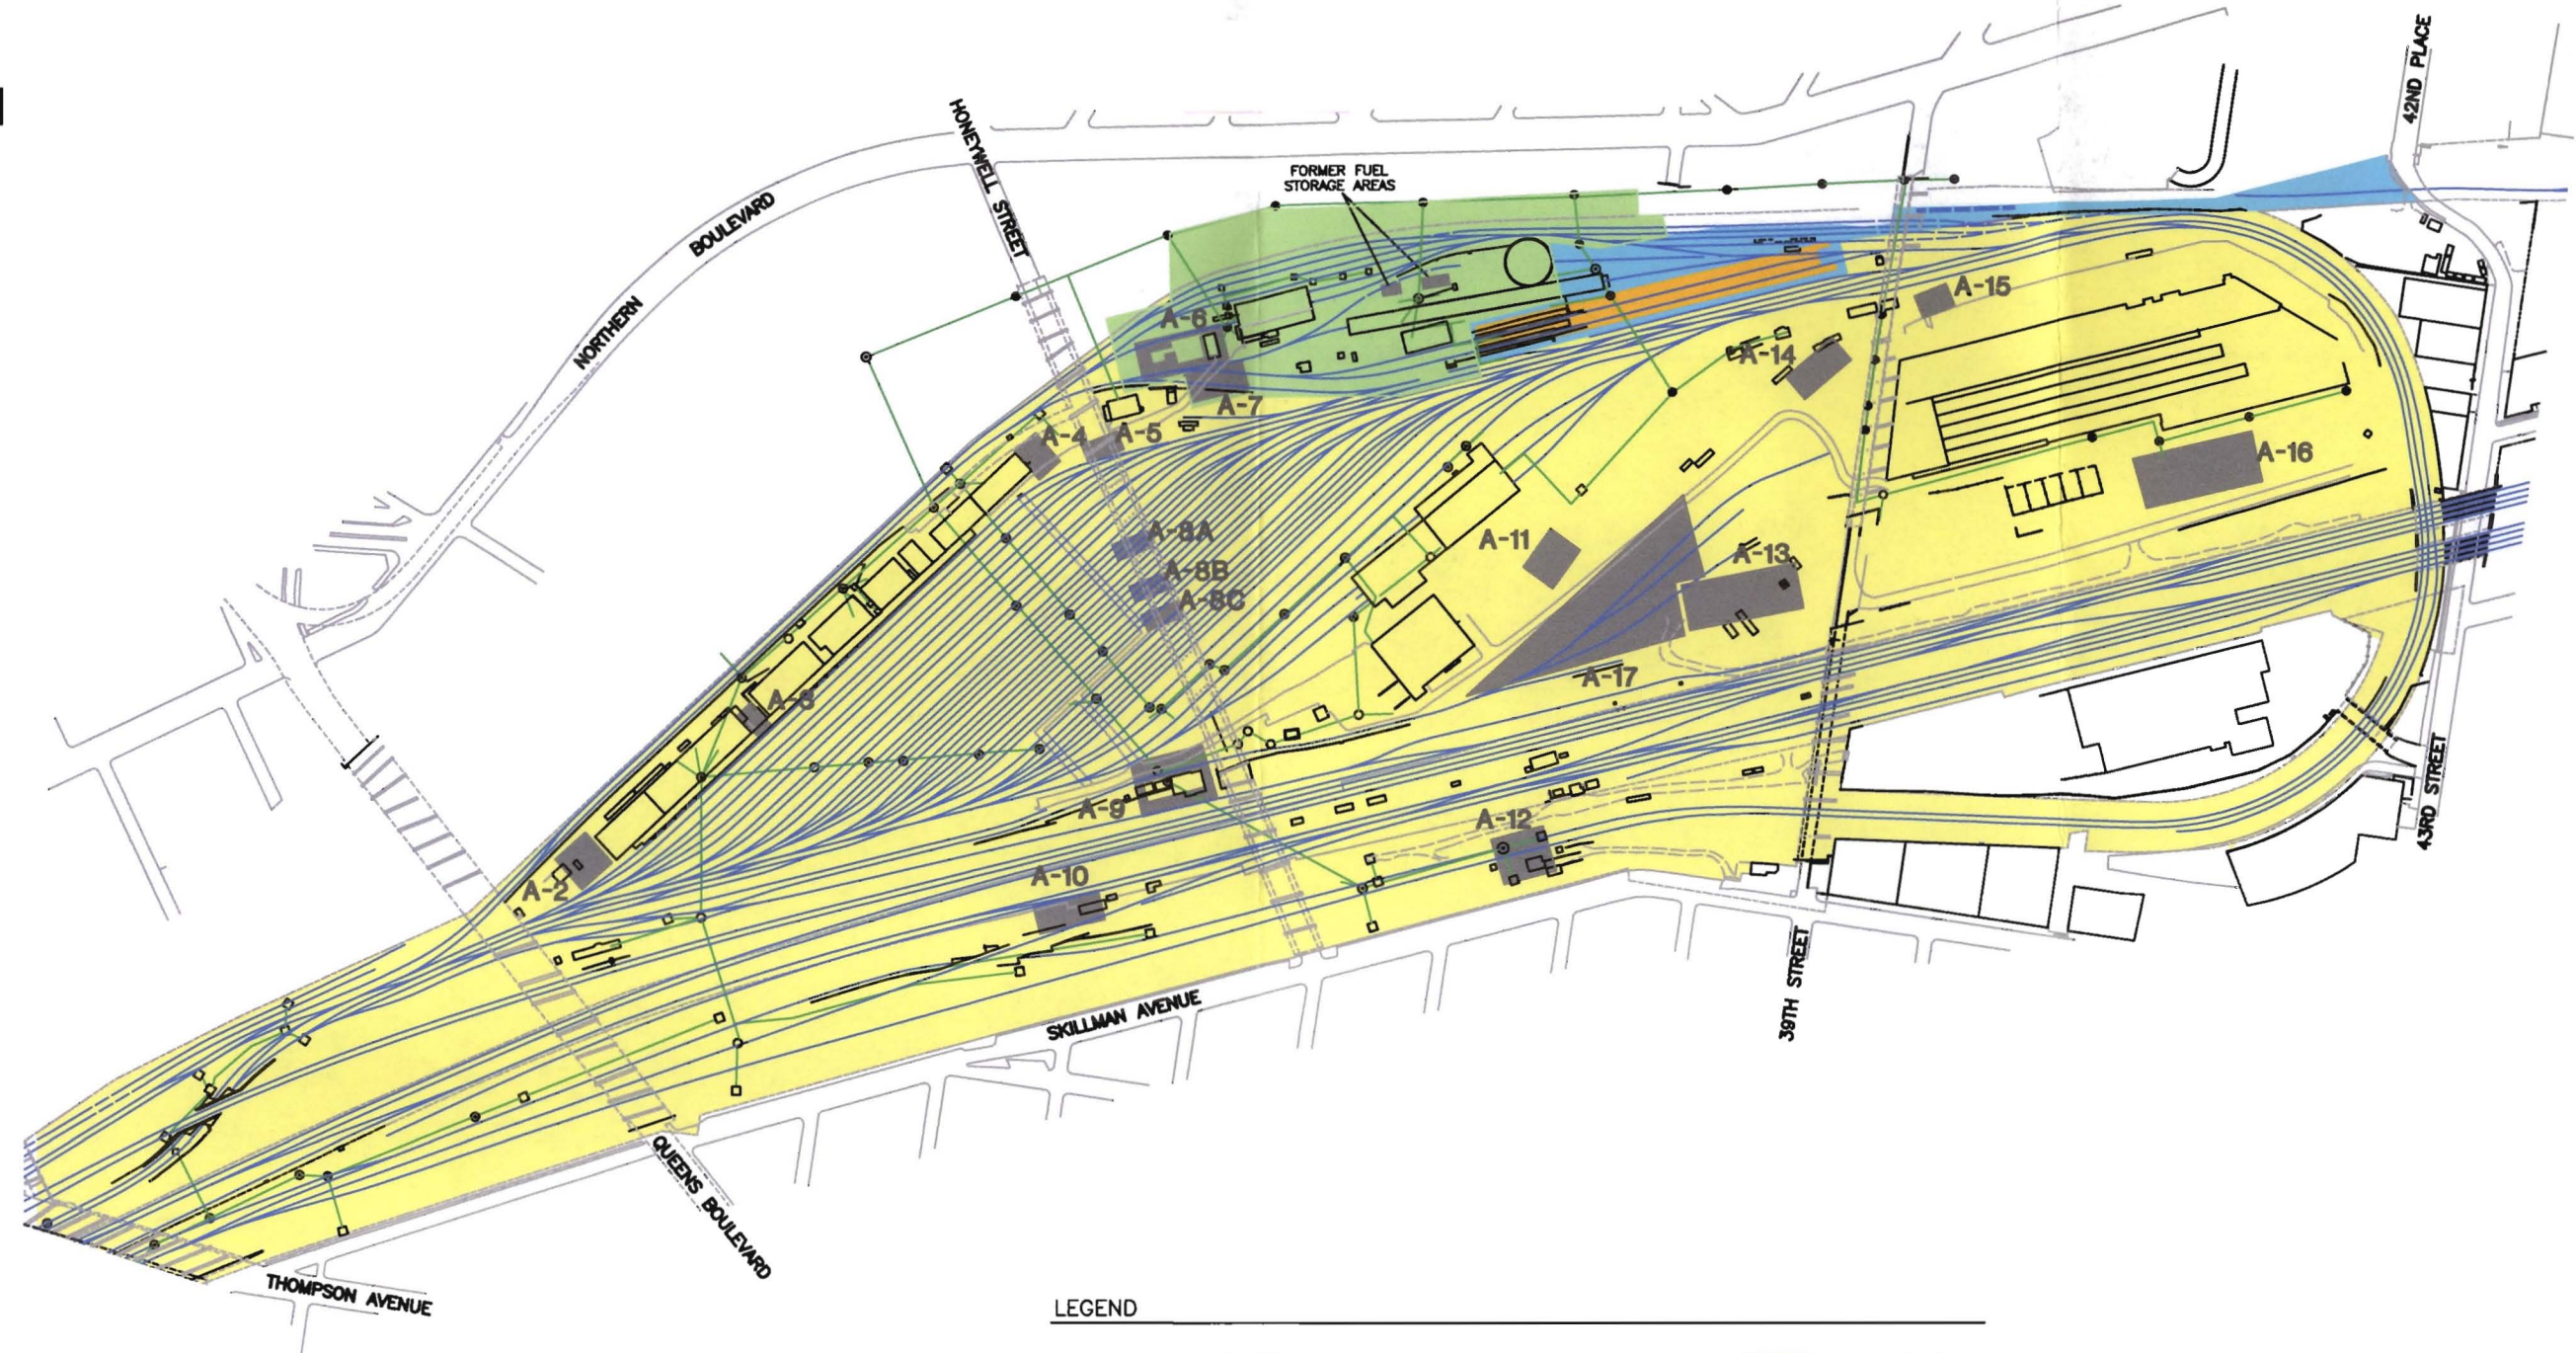 42ND PLACE
HONEYWELL STREET
FORMER FUEL
STORAGE AREAS
NORTHERN
BOULEVARD
A-15
A-6
A-14
A-7
A-4
A-5
A-16
A-8A
A-11
A-13
A-8B
A-8C
A-17
A-3
43RD STREET
A-9
A-12
A-10
A-2
39TH STREET
SKILLMAN AVENUE
QUEENS BOULEVARD
THOMPSON AVENUE
LEGEND